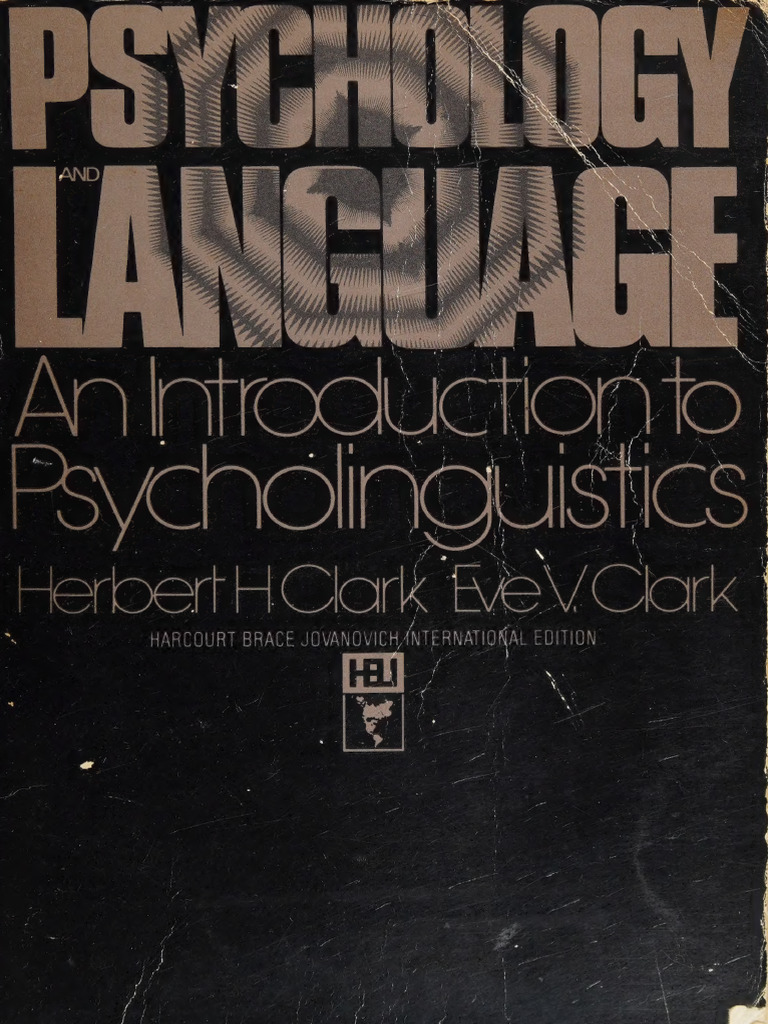 PSYCHOLOGY
AND
LANGUAGE
An Introduction to
Psycholinguistics
Herbert H. Clark Eve V. Clark
HARCOURT BRACE JOVANOVICH INTERNATIONAL EDITION
HBJ